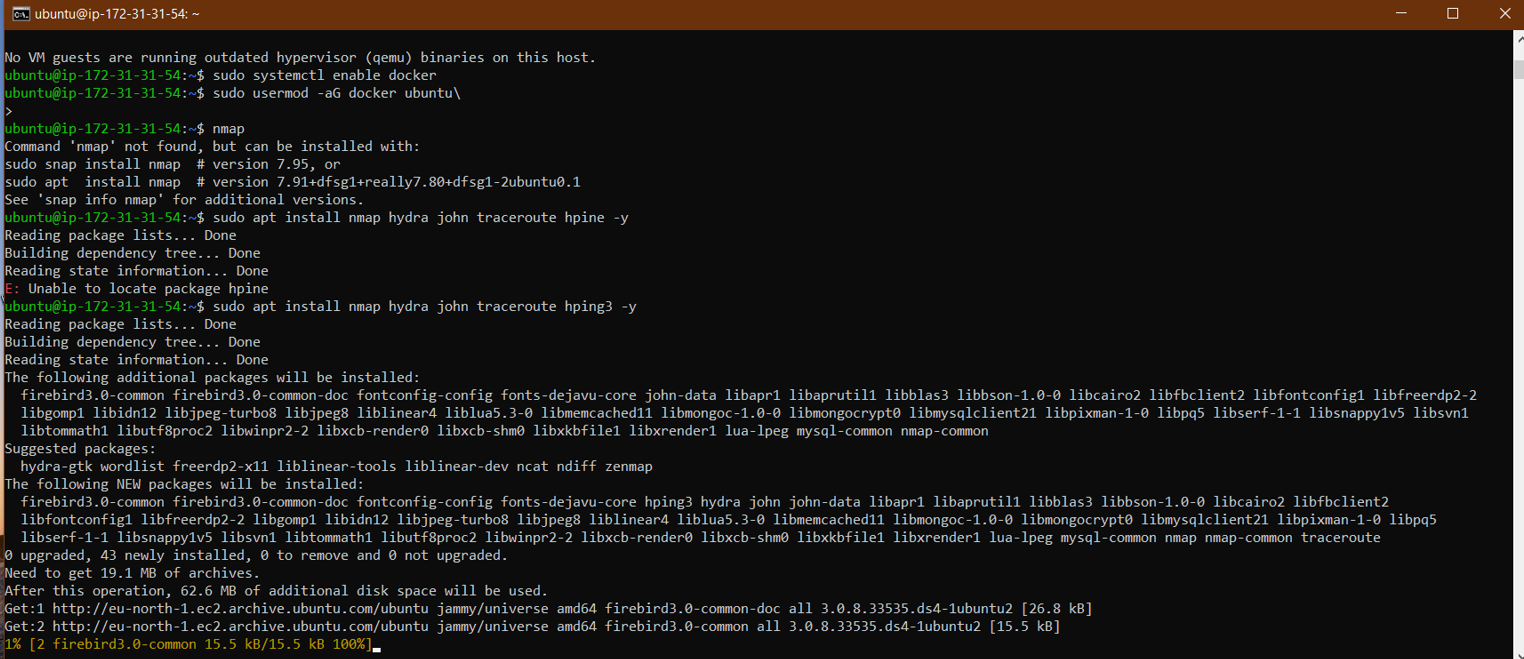 ubuntu@ip-172-31-31-54: ~
No VM guests are running outdated hypervisor (qemu) binaries on this host.
ubuntu@ip-172-31-31-54:~$ sudo systemctl enable docker
ubuntu@ip-172-31-31-54:~$ sudo usermod -aG docker ubuntu\
>
ubuntu@ip-172-31-31-54:~$ nmap
Command 'nmap' not found, but can be installed with:
sudo snap install nmap  # version 7.95, or
sudo apt  install nmap  # version 7.91+dfsg1+really7.80+dfsg1-2ubuntu0.1
See 'snap info nmap' for additional versions.
ubuntu@ip-172-31-31-54:~$ sudo apt install nmap hydra john traceroute hpine -y
Reading package lists... Done
Building dependency tree... Done
Reading state information... Done
E: Unable to locate package hpine
ubuntu@ip-172-31-31-54:~$ sudo apt install nmap hydra john traceroute hping3 -y
Reading package lists... Done
Building dependency tree... Done
Reading state information... Done
The following additional packages will be installed:
  firebird3.0-common firebird3.0-common-doc fontconfig-config fonts-dejavu-core john-data libapr1 libaprutil1 libblas3 libbson-1.0-0 libcairo2 libfbclient2 libfontconfig1 libfreerdp2-2
  libgomp1 libidn12 libjpeg-turbo8 libjpeg8 liblinear4 liblua5.3-0 libmemcached11 libmongoc-1.0-0 libmongocrypt0 libmysqlclient21 libpixman-1-0 libpq5 libserf-1-1 libsnappy1v5 libsvn1
  libtommath1 libutf8proc2 libwinpr2-2 libxcb-render0 libxcb-shm0 libxkbfile1 libxrender1 lua-lpeg mysql-common nmap-common
Suggested packages:
  hydra-gtk wordlist freerdp2-x11 liblinear-tools liblinear-dev ncat ndiff zenmap
The following NEW packages will be installed:
  firebird3.0-common firebird3.0-common-doc fontconfig-config fonts-dejavu-core hping3 hydra john john-data libapr1 libaprutil1 libblas3 libbson-1.0-0 libcairo2 libfbclient2
  libfontconfig1 libfreerdp2-2 libgomp1 libidn12 libjpeg-turbo8 libjpeg8 liblinear4 liblua5.3-0 libmemcached11 libmongoc-1.0-0 libmongocrypt0 libmysqlclient21 libpixman-1-0 libpq5
  libserf-1-1 libsnappy1v5 libsvn1 libtommath1 libutf8proc2 libwinpr2-2 libxcb-render0 libxcb-shm0 libxkbfile1 libxrender1 lua-lpeg mysql-common nmap nmap-common traceroute
0 upgraded, 43 newly installed, 0 to remove and 0 not upgraded.
Need to get 19.1 MB of archives.
After this operation, 62.6 MB of additional disk space will be used.
Get:1 http://eu-north-1.ec2.archive.ubuntu.com/ubuntu jammy/universe amd64 firebird3.0-common-doc all 3.0.8.33535.ds4-1ubuntu2 [26.8 kB]
Get:2 http://eu-north-1.ec2.archive.ubuntu.com/ubuntu jammy/universe amd64 firebird3.0-common all 3.0.8.33535.ds4-1ubuntu2 [15.5 kB]
1% [2 firebird3.0-common 15.5 kB/15.5 kB 100%]